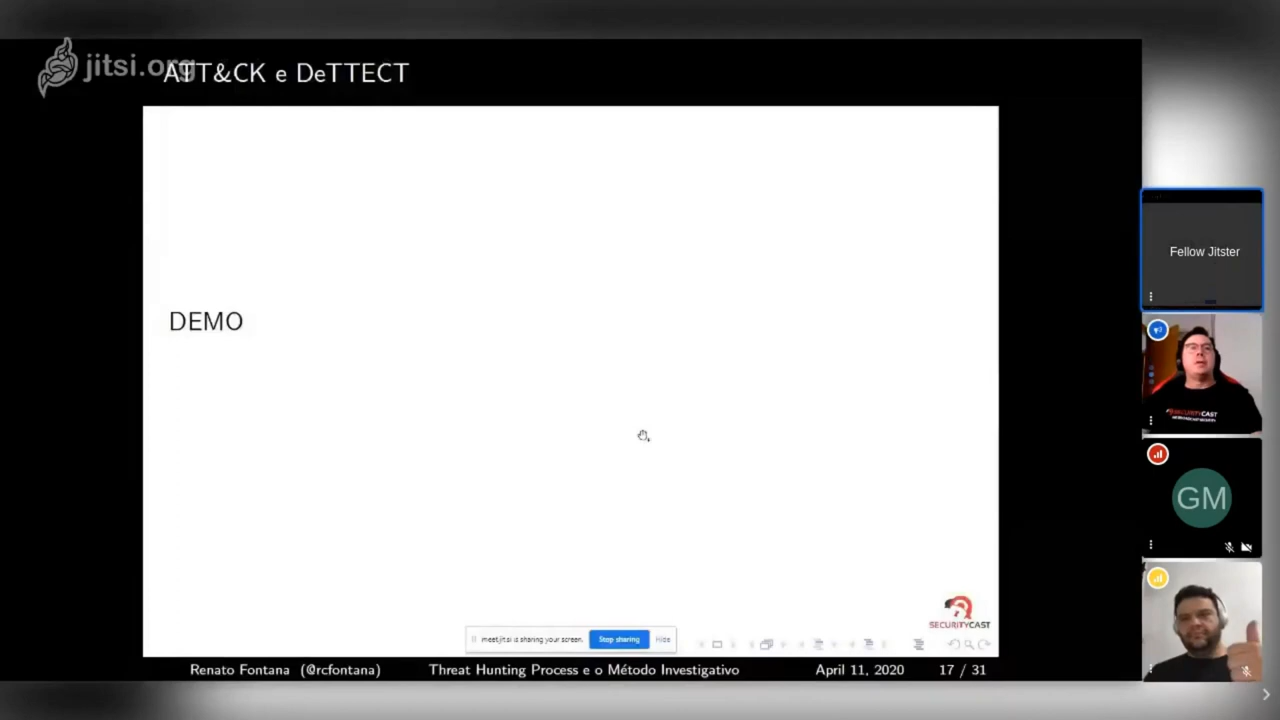 jitsi.org
ATT&CK e DeTTECT
Fellow Jitster
DEMO
SECURITYCAST
GM
SECURITYCAST
meet.jit.si is sharing your screen.
Stop sharing
Hide
Renato Fontana (@rcfontana)
Threat Hunting Process e o Método Investigativo
April 11, 2020
17 / 31